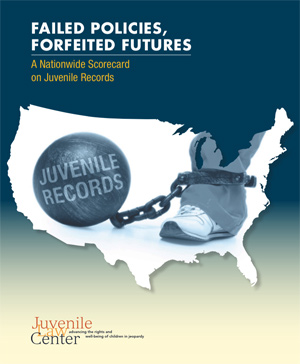 FAILED POLICIES,
FORFEITED FUTURES
A Nationwide Scorecard
on Juvenile Records
JUVENILE
RECORDS
Juvenile
Law
Center
advancing the rights and
well-being of children in jeopardy